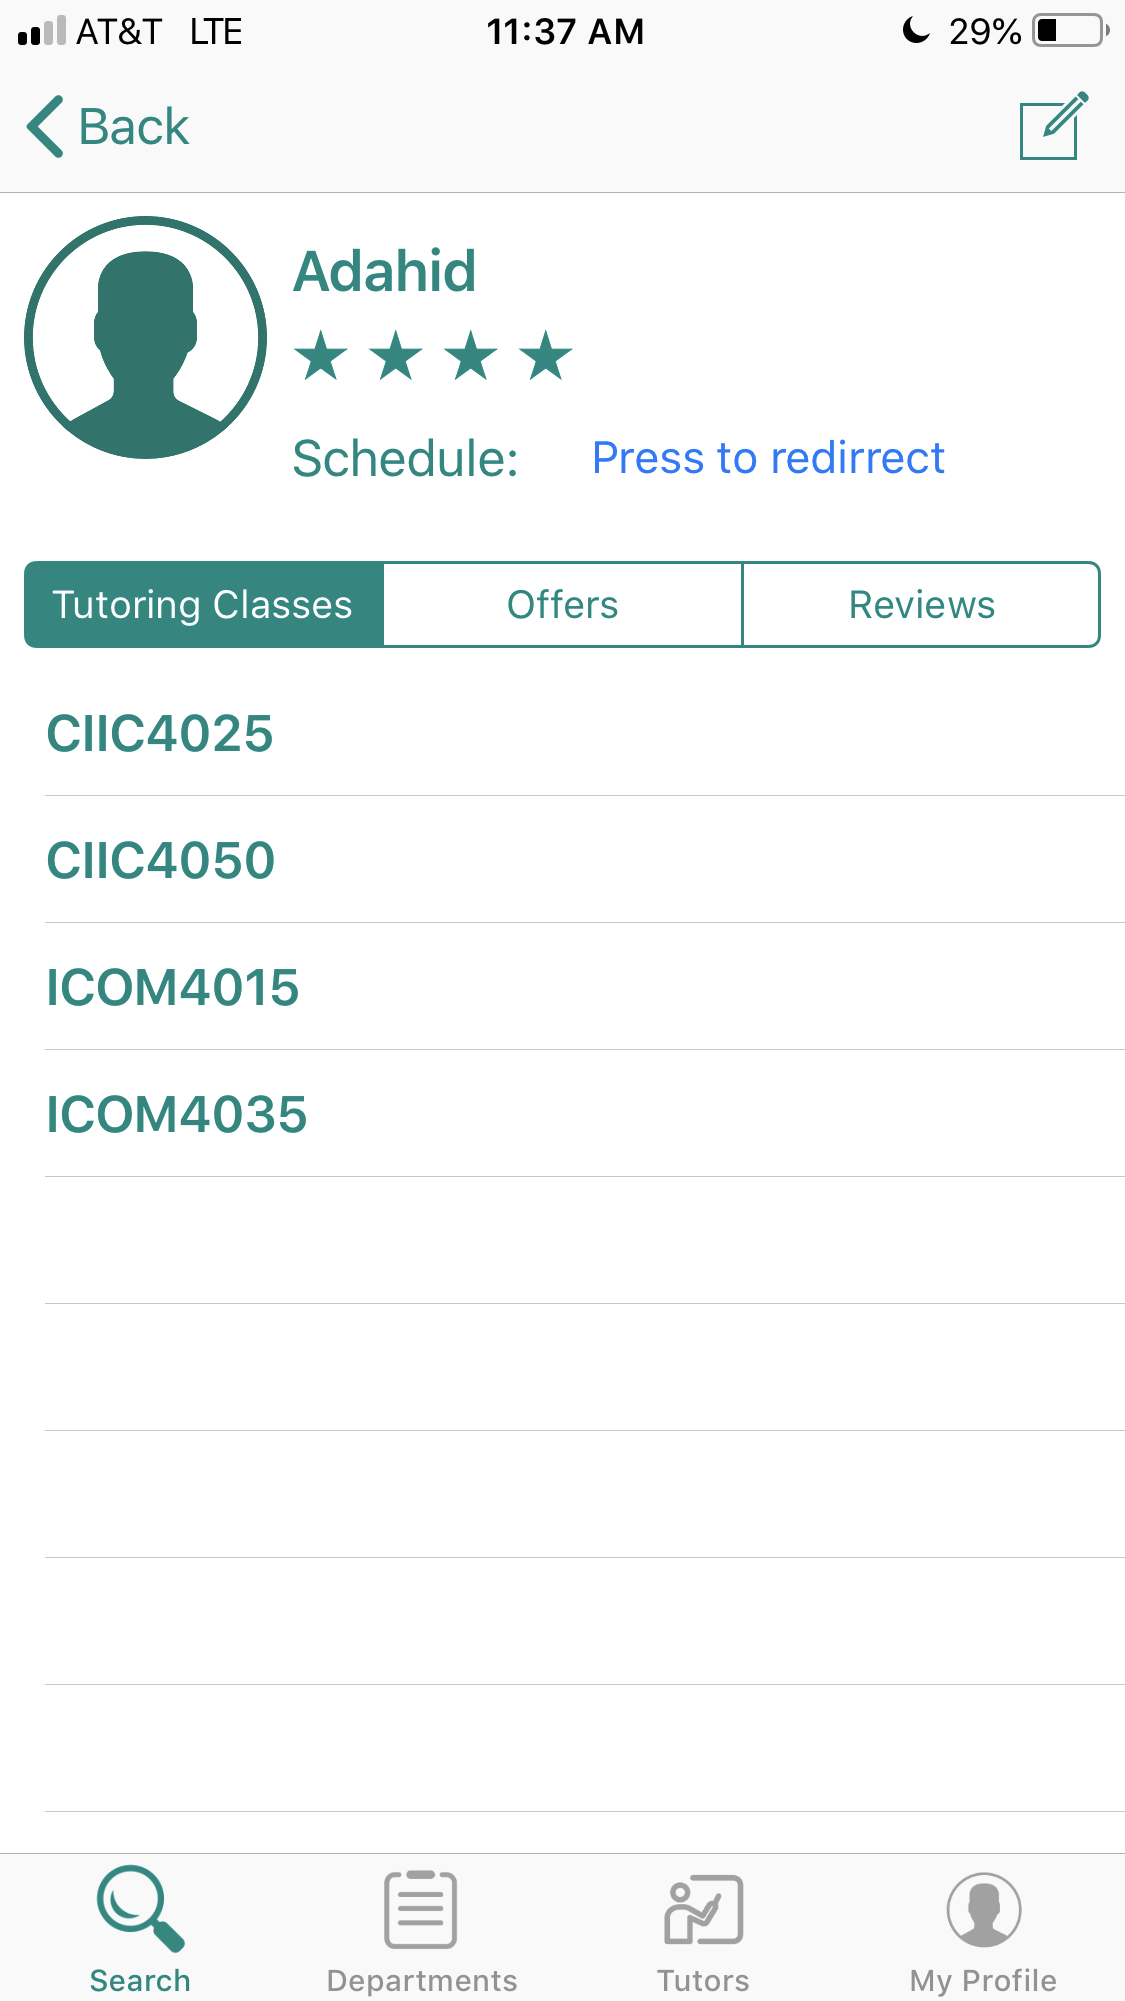 AT&T LTE 11:37 AM 29%
Back
Adahid
Schedule: Press to redirrect
Tutoring Classes Offers Reviews
CIIC4025
CIIC4050
ICOM4015
ICOM4035
Search Departments Tutors My Profile